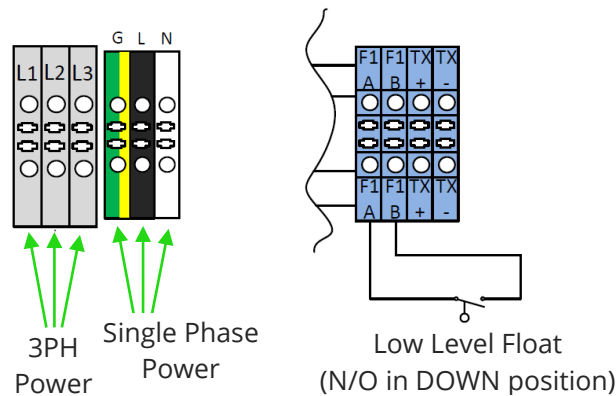 G L N
L1 L2 L3
3PH
Power
Single Phase
Power
F1 F1 TX TX
A B + -
F1 F1 TX TX
A B + -
Low Level Float
(N/O in DOWN position)